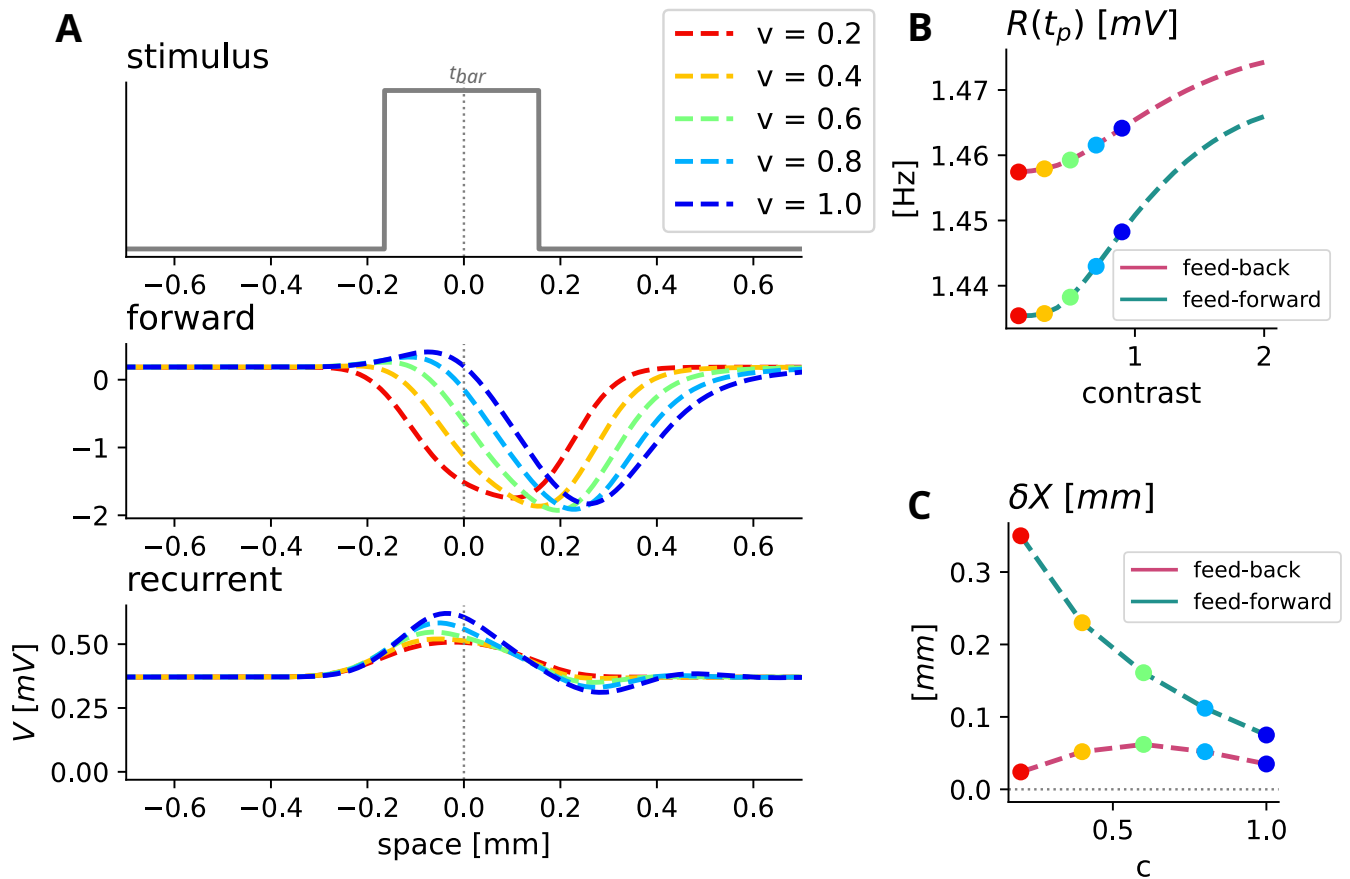 A
stimulus
t_bar
v = 0.2
v = 0.4
v = 0.6
v = 0.8
v = 1.0
−0.6 −0.4 −0.2 0.0 0.2 0.4 0.6
forward
0
−1
−2
−0.6 −0.4 −0.2 0.0 0.2 0.4 0.6
recurrent
V [mV]
0.50
0.25
0.00
−0.6 −0.4 −0.2 0.0 0.2 0.4 0.6
space [mm]
B
R(t_p) [mV]
[Hz]
1.47
1.46
1.45
1.44
feed-back
feed-forward
1 2
contrast
C
δX [mm]
[mm]
0.3
0.2
0.1
0.0
feed-back
feed-forward
0.5 1.0
c